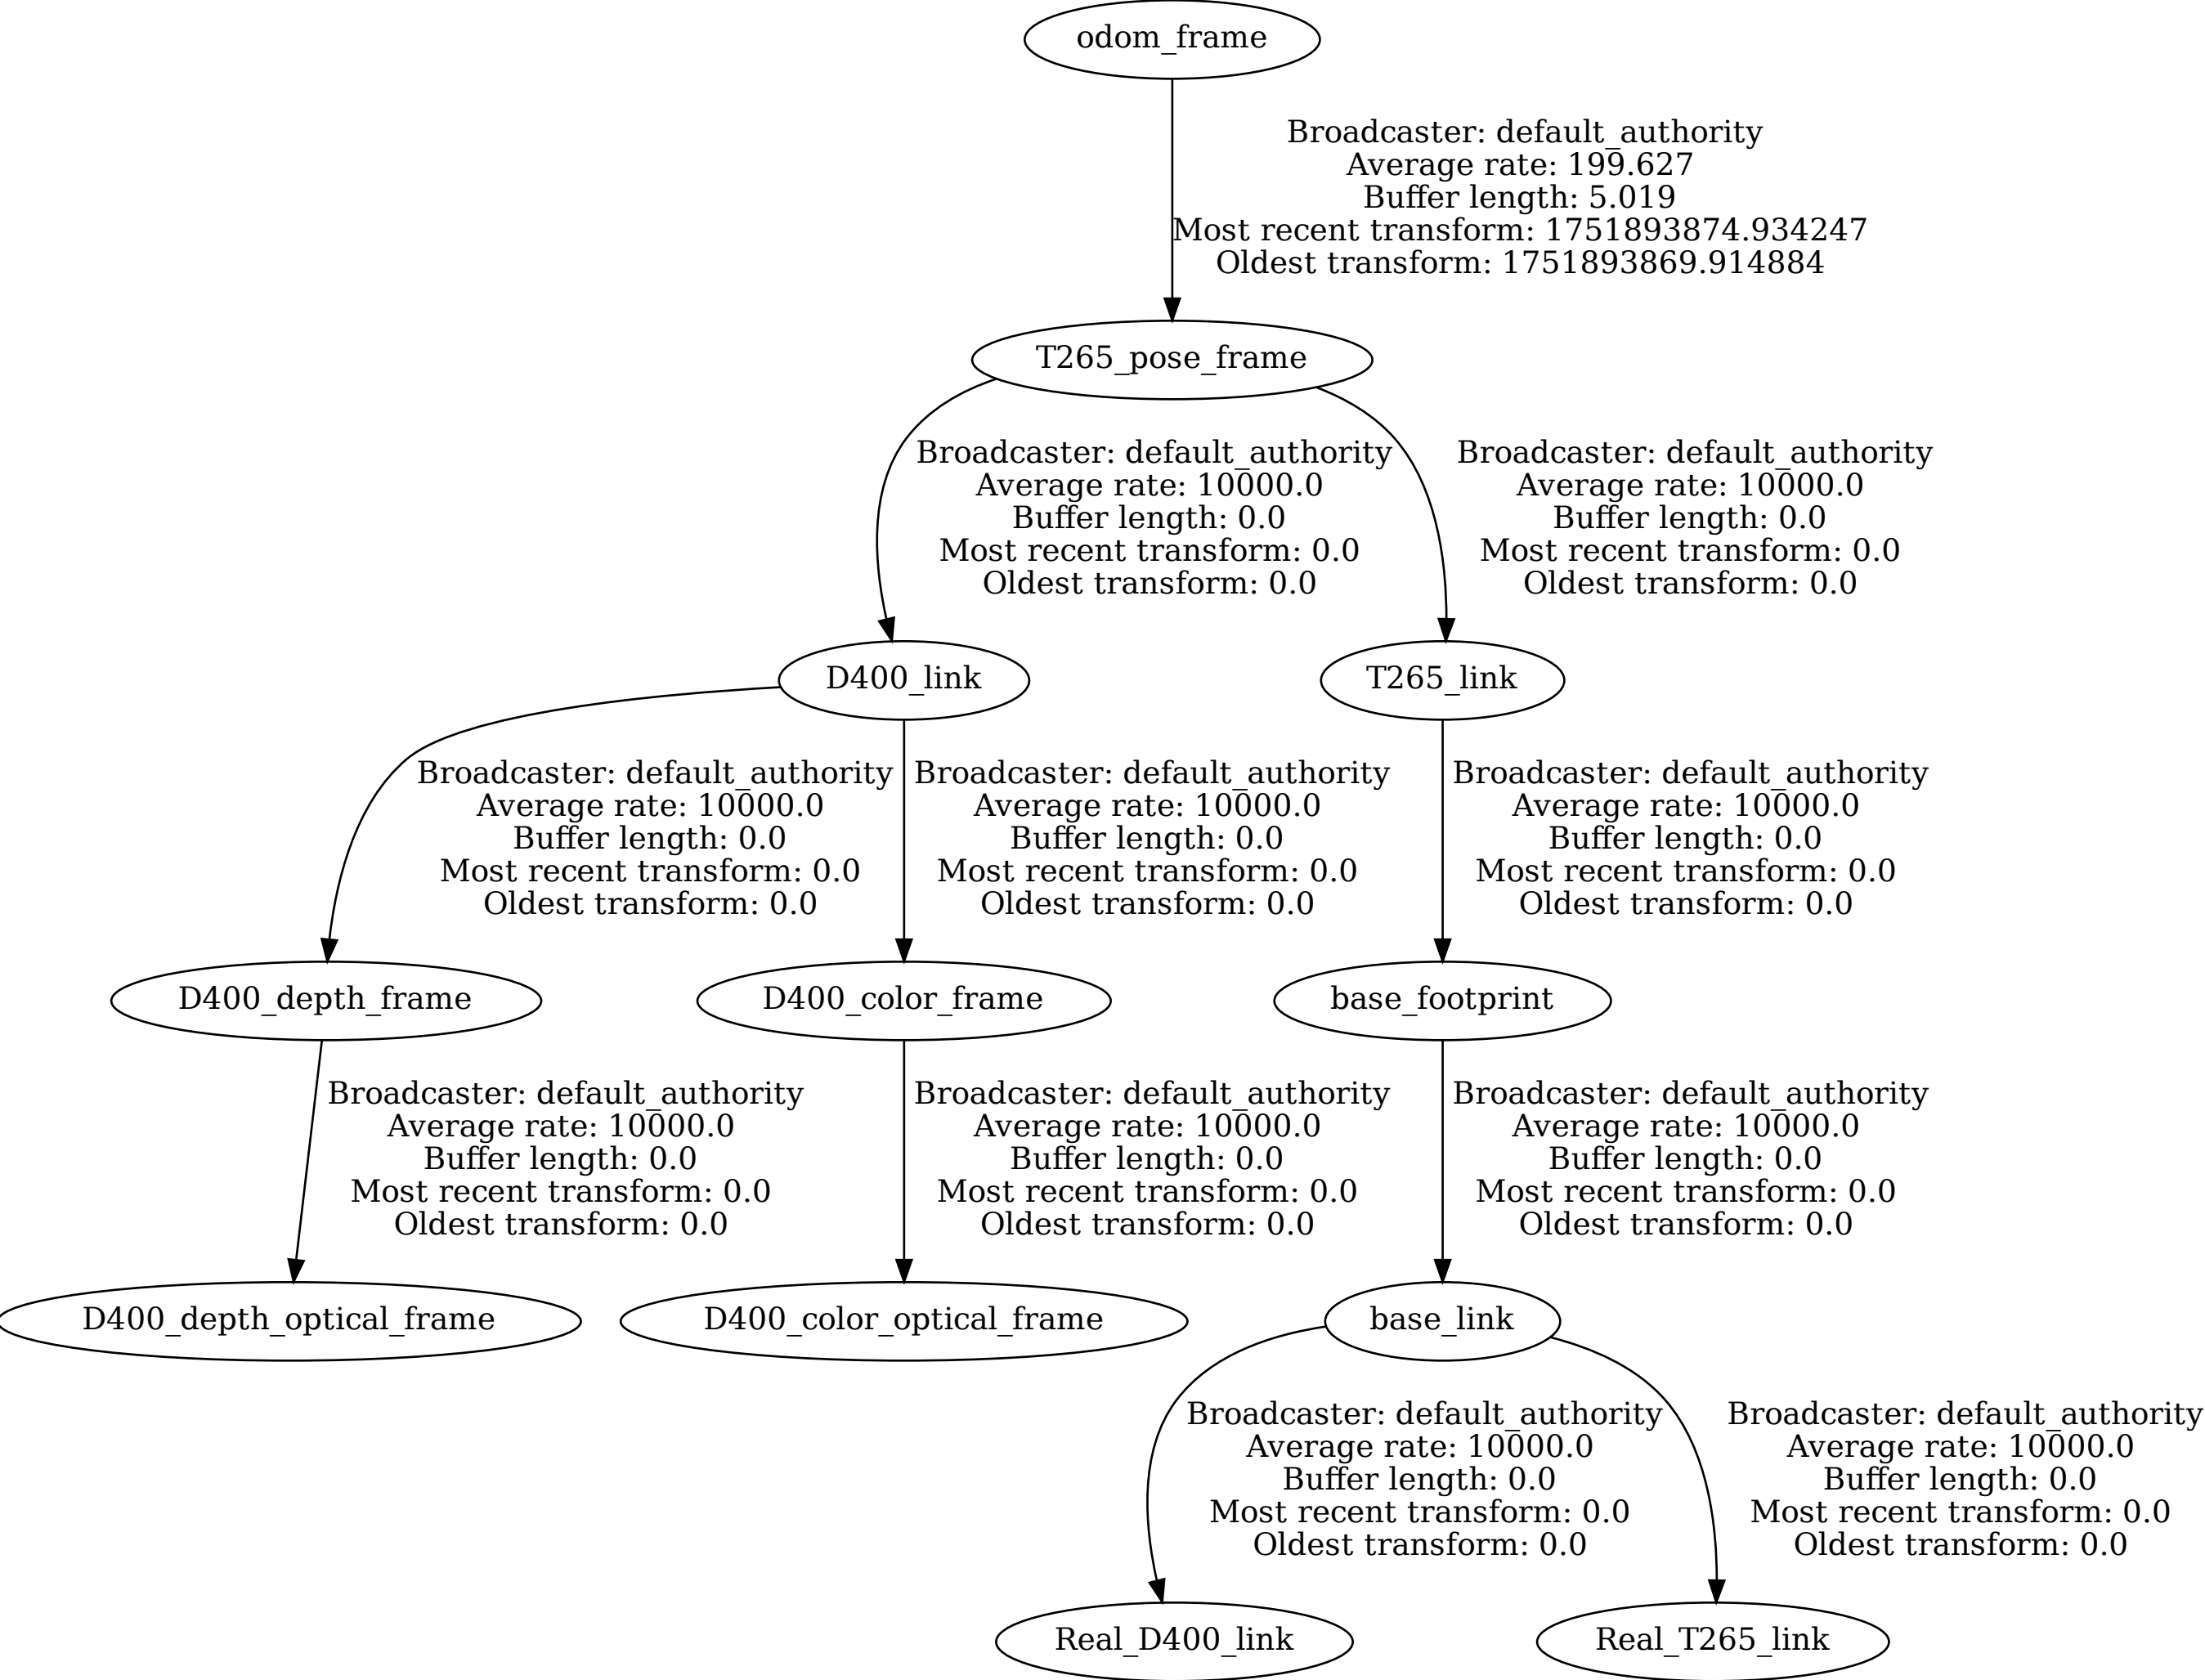 odom_frame
Broadcaster: default_authority
Average rate: 199.627
Buffer length: 5.019
Most recent transform: 1751893874.934247
Oldest transform: 1751893869.914884
T265_pose_frame
Broadcaster: default_authority
Average rate: 10000.0
Buffer length: 0.0
Most recent transform: 0.0
Oldest transform: 0.0
Broadcaster: default_authority
Average rate: 10000.0
Buffer length: 0.0
Most recent transform: 0.0
Oldest transform: 0.0
D400_link
T265_link
Broadcaster: default_authority
Average rate: 10000.0
Buffer length: 0.0
Most recent transform: 0.0
Oldest transform: 0.0
Broadcaster: default_authority
Average rate: 10000.0
Buffer length: 0.0
Most recent transform: 0.0
Oldest transform: 0.0
Broadcaster: default_authority
Average rate: 10000.0
Buffer length: 0.0
Most recent transform: 0.0
Oldest transform: 0.0
D400_depth_frame
D400_color_frame
base_footprint
Broadcaster: default_authority
Average rate: 10000.0
Buffer length: 0.0
Most recent transform: 0.0
Oldest transform: 0.0
Broadcaster: default_authority
Average rate: 10000.0
Buffer length: 0.0
Most recent transform: 0.0
Oldest transform: 0.0
Broadcaster: default_authority
Average rate: 10000.0
Buffer length: 0.0
Most recent transform: 0.0
Oldest transform: 0.0
D400_depth_optical_frame
D400_color_optical_frame
base_link
Broadcaster: default_authority
Average rate: 10000.0
Buffer length: 0.0
Most recent transform: 0.0
Oldest transform: 0.0
Broadcaster: default_authority
Average rate: 10000.0
Buffer length: 0.0
Most recent transform: 0.0
Oldest transform: 0.0
Real_D400_link
Real_T265_link